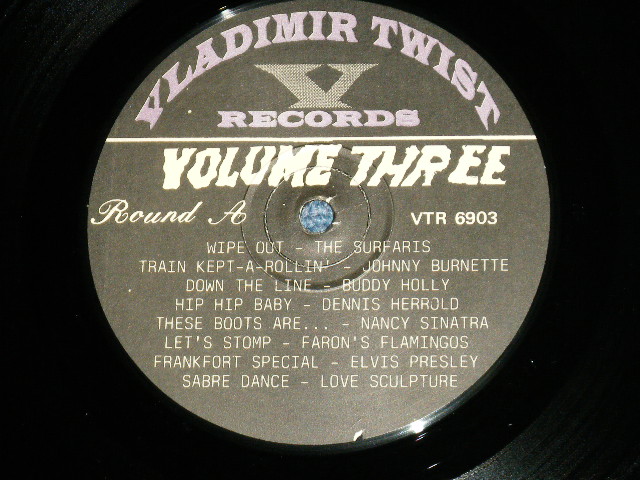 VLADIMIR TWIST
V
RECORDS
VOLUME THREE
Round A
VTR 6903
WIPE OUT - THE SURFARIS
TRAIN KEPT-A-ROLLIN' - JOHNNY BURNETTE
DOWN THE LINE - BUDDY HOLLY
HIP HIP BABY - DENNIS HERROLD
THESE BOOTS ARE... - NANCY SINATRA
LET'S STOMP - FARON'S FLAMINGOS
FRANKFORT SPECIAL - ELVIS PRESLEY
SABRE DANCE - LOVE SCULPTURE